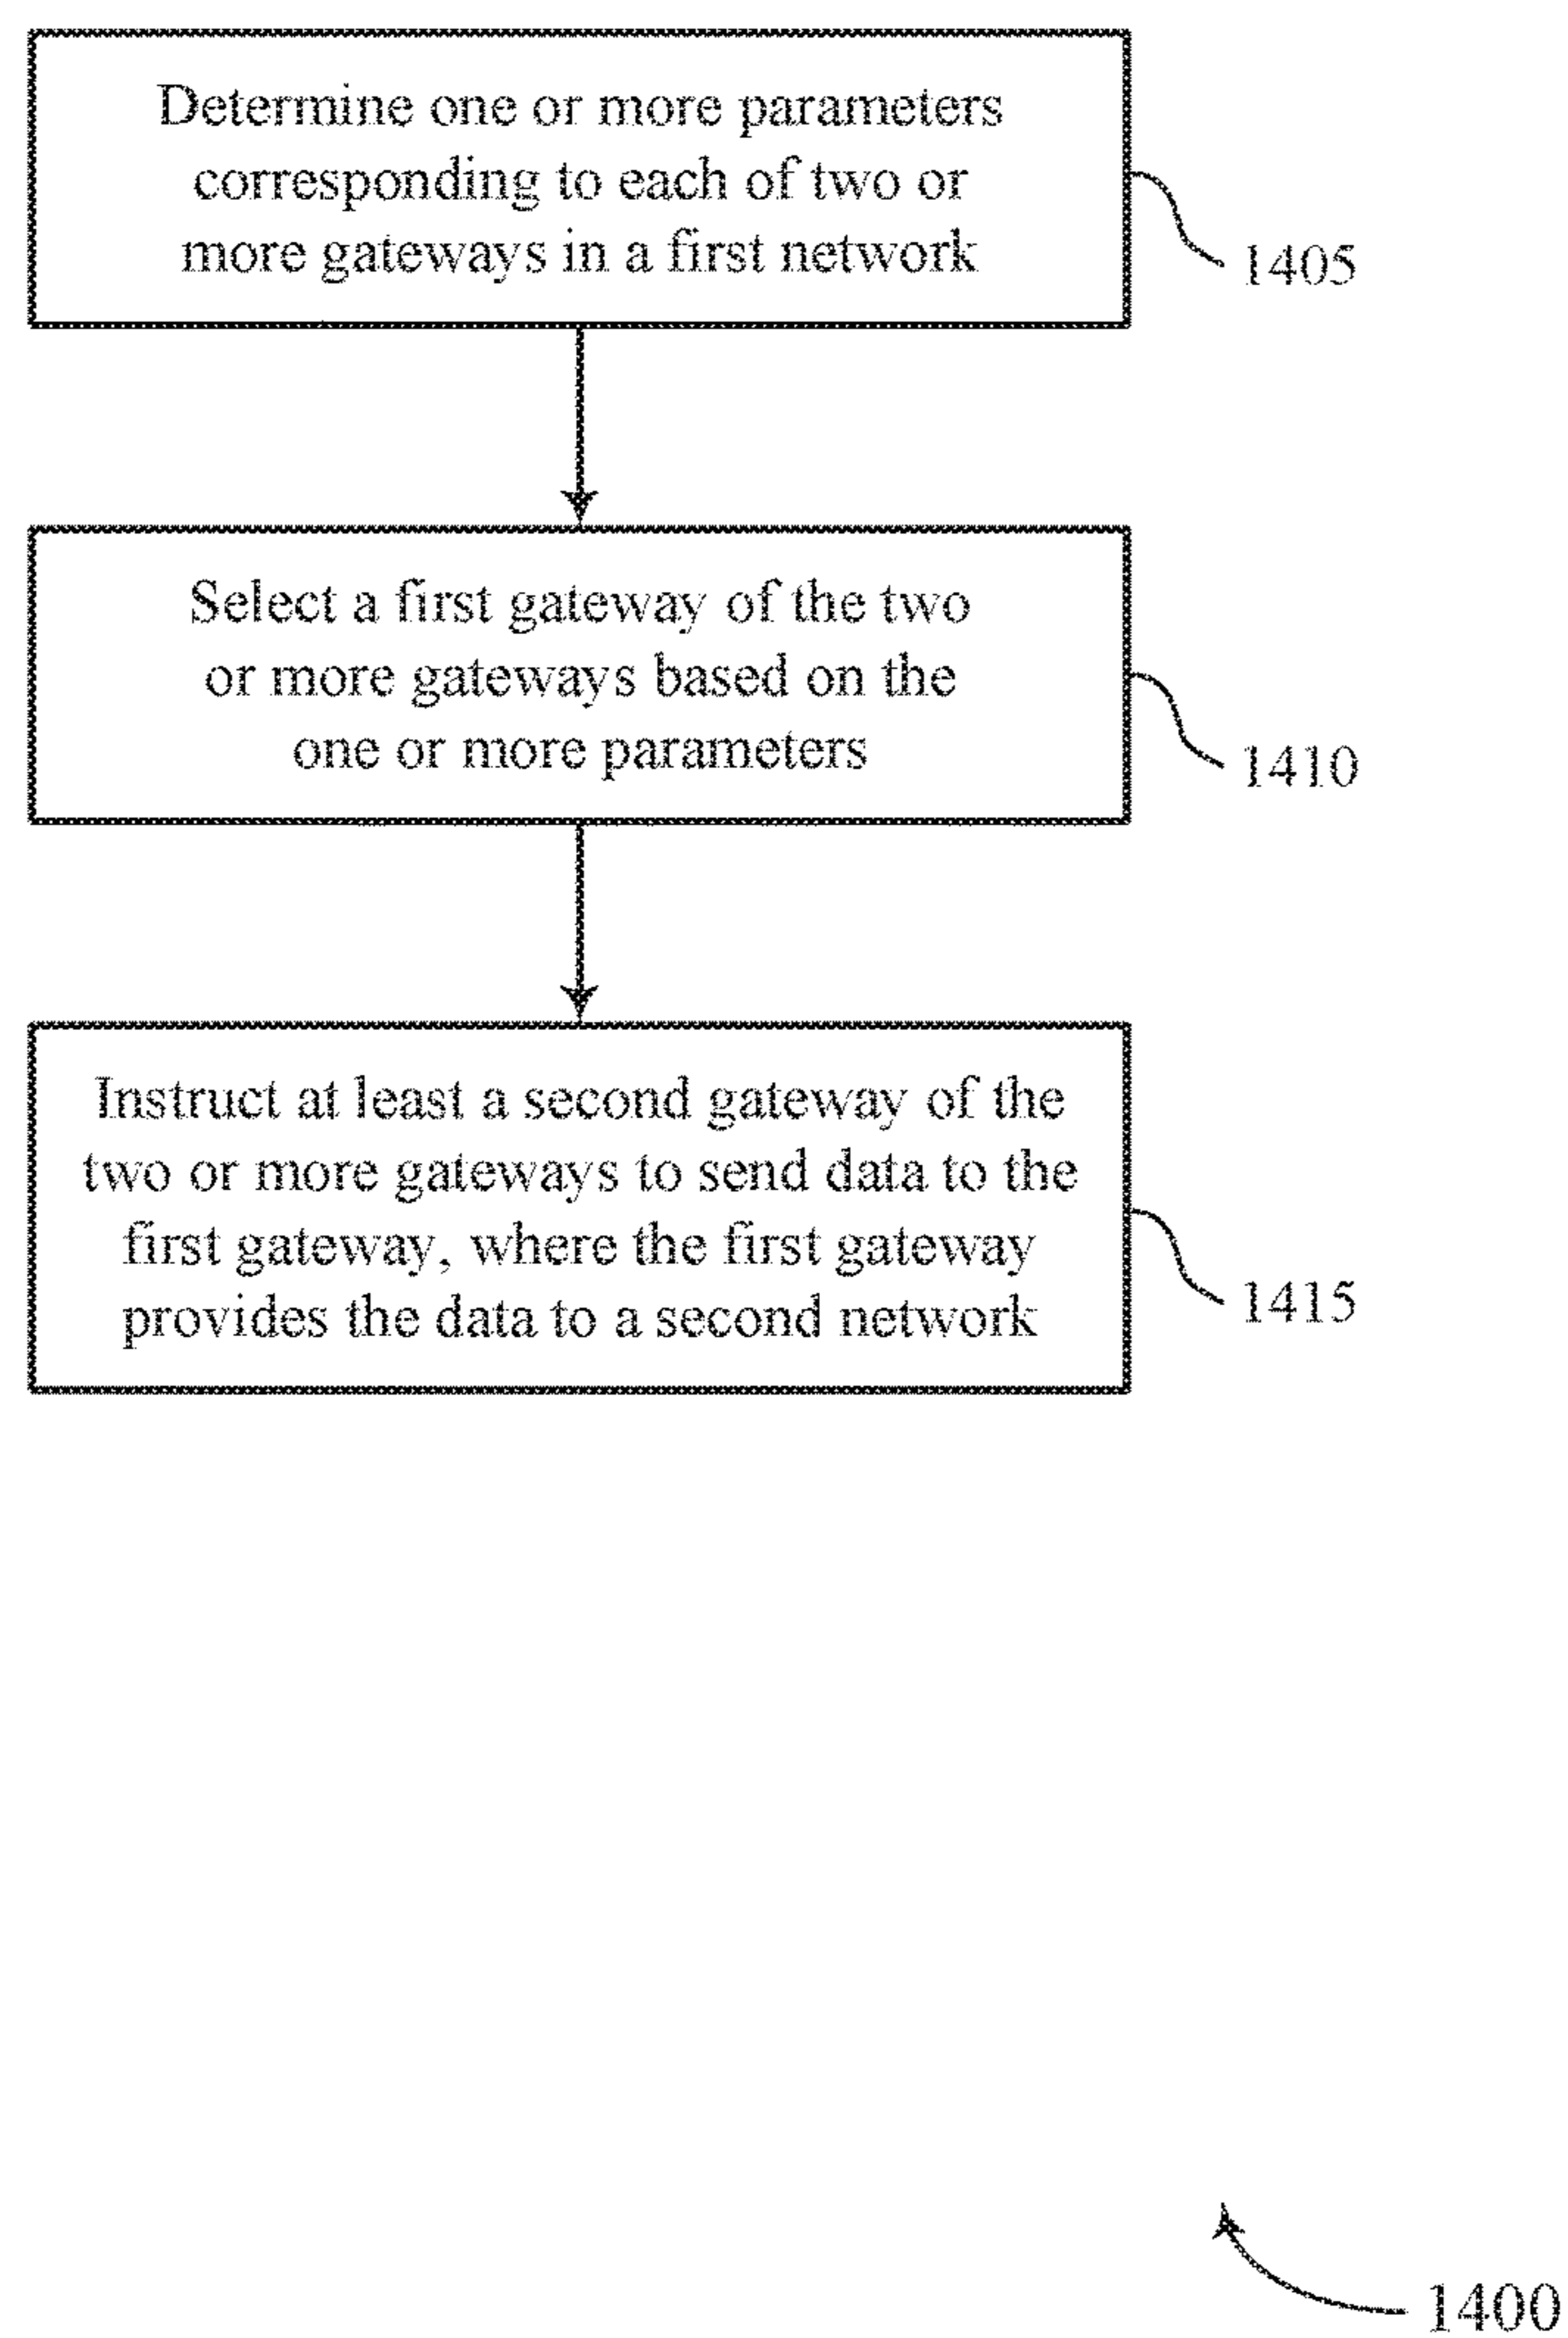 Determine one or more parameters
corresponding to each of two or
more gateways in a first network
1405
Select a first gateway of the two
or more gateways based on the
one or more parameters
1410
Instruct at least a second gateway of the
two or more gateways to send data to the
first gateway, where the first gateway
provides the data to a second network
1415
1400